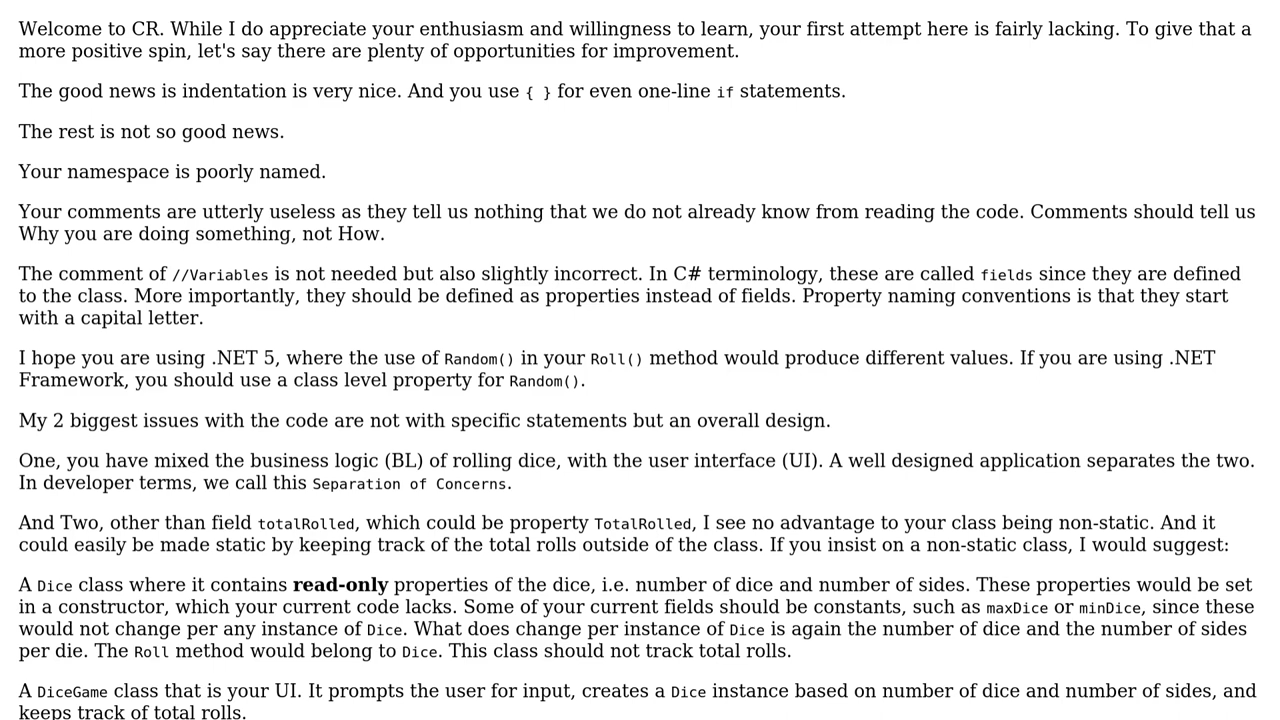 Welcome to CR. While I do appreciate your enthusiasm and willingness to learn, your first attempt here is fairly lacking. To give that a
more positive spin, let's say there are plenty of opportunities for improvement.
The good news is indentation is very nice. And you use { } for even one-line if statements.
The rest is not so good news.
Your namespace is poorly named.
Your comments are utterly useless as they tell us nothing that we do not already know from reading the code. Comments should tell us
Why you are doing something, not How.
The comment of //Variables is not needed but also slightly incorrect. In C# terminology, these are called fields since they are defined
to the class. More importantly, they should be defined as properties instead of fields. Property naming conventions is that they start
with a capital letter.
I hope you are using .NET 5, where the use of Random() in your Roll() method would produce different values. If you are using .NET
Framework, you should use a class level property for Random().
My 2 biggest issues with the code are not with specific statements but an overall design.
One, you have mixed the business logic (BL) of rolling dice, with the user interface (UI). A well designed application separates the two.
In developer terms, we call this Separation of Concerns.
And Two, other than field totalRolled, which could be property TotalRolled, I see no advantage to your class being non-static. And it
could easily be made static by keeping track of the total rolls outside of the class. If you insist on a non-static class, I would suggest:
A Dice class where it contains read-only properties of the dice, i.e. number of dice and number of sides. These properties would be set
in a constructor, which your current code lacks. Some of your current fields should be constants, such as maxDice or minDice, since these
would not change per any instance of Dice. What does change per instance of Dice is again the number of dice and the number of sides
per die. The Roll method would belong to Dice. This class should not track total rolls.
A DiceGame class that is your UI. It prompts the user for input, creates a Dice instance based on number of dice and number of sides, and
keeps track of total rolls.